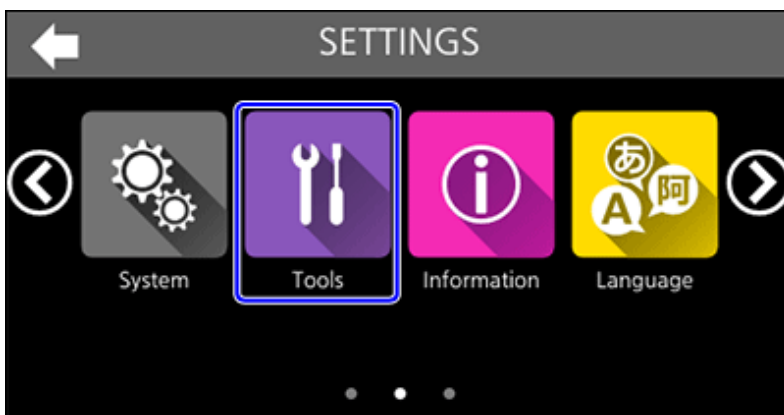 SETTINGS
あ
A
阿
System
Tools
Information
Language